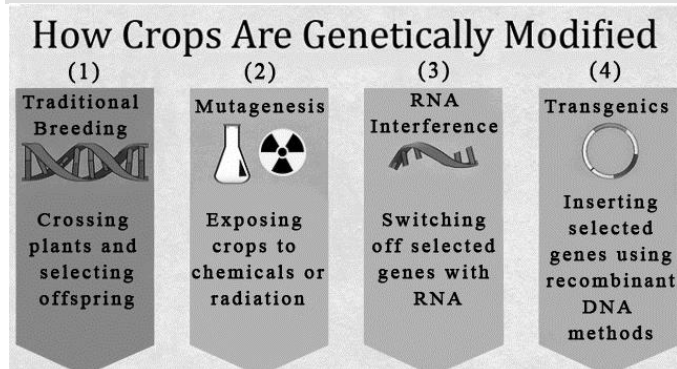 How Crops Are Genetically Modified
(1)
Traditional
Breeding
Crossing
plants and
selecting
offspring
(2)
Mutagenesis
Exposing
crops to
chemicals or
radiation
(3)
RNA
Interference
Switching
off selected
genes with
RNA
(4)
Transgenics
Inserting
selected
genes using
recombinant
DNA
methods